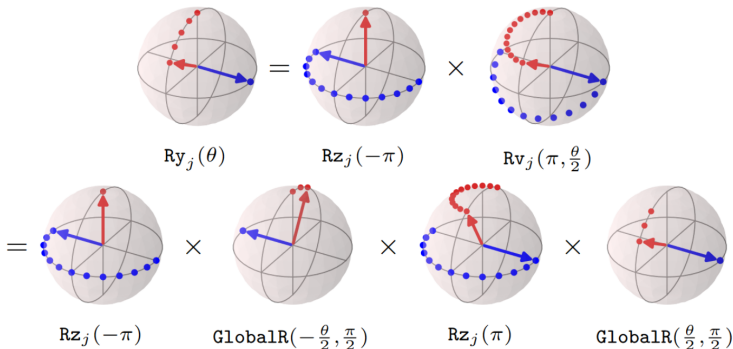 = ×
Ry_j(θ) Rz_j(−π) Rv_j(π, θ/2)
= × × ×
Rz_j(−π) GlobalR(−θ/2, π/2) Rz_j(π) GlobalR(θ/2, π/2)